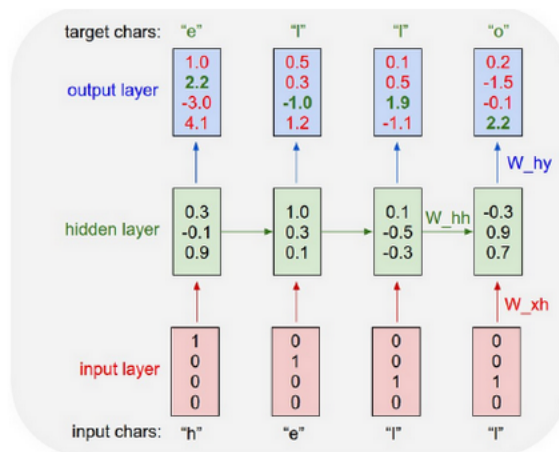 target chars: "e" "l" "l" "o"
output layer
1.0 0.5 0.1 0.2
2.2 0.3 0.5 -1.5
-3.0 -1.0 1.9 -0.1
4.1 1.2 -1.1 2.2
W_hy
hidden layer
0.3 1.0 0.1 -0.3
-0.1 0.3 -0.5 0.9
0.9 0.1 -0.3 0.7
W_hh
W_xh
input layer
1 0 0 0
0 1 0 0
0 0 1 1
0 0 0 0
input chars: "h" "e" "l" "l"